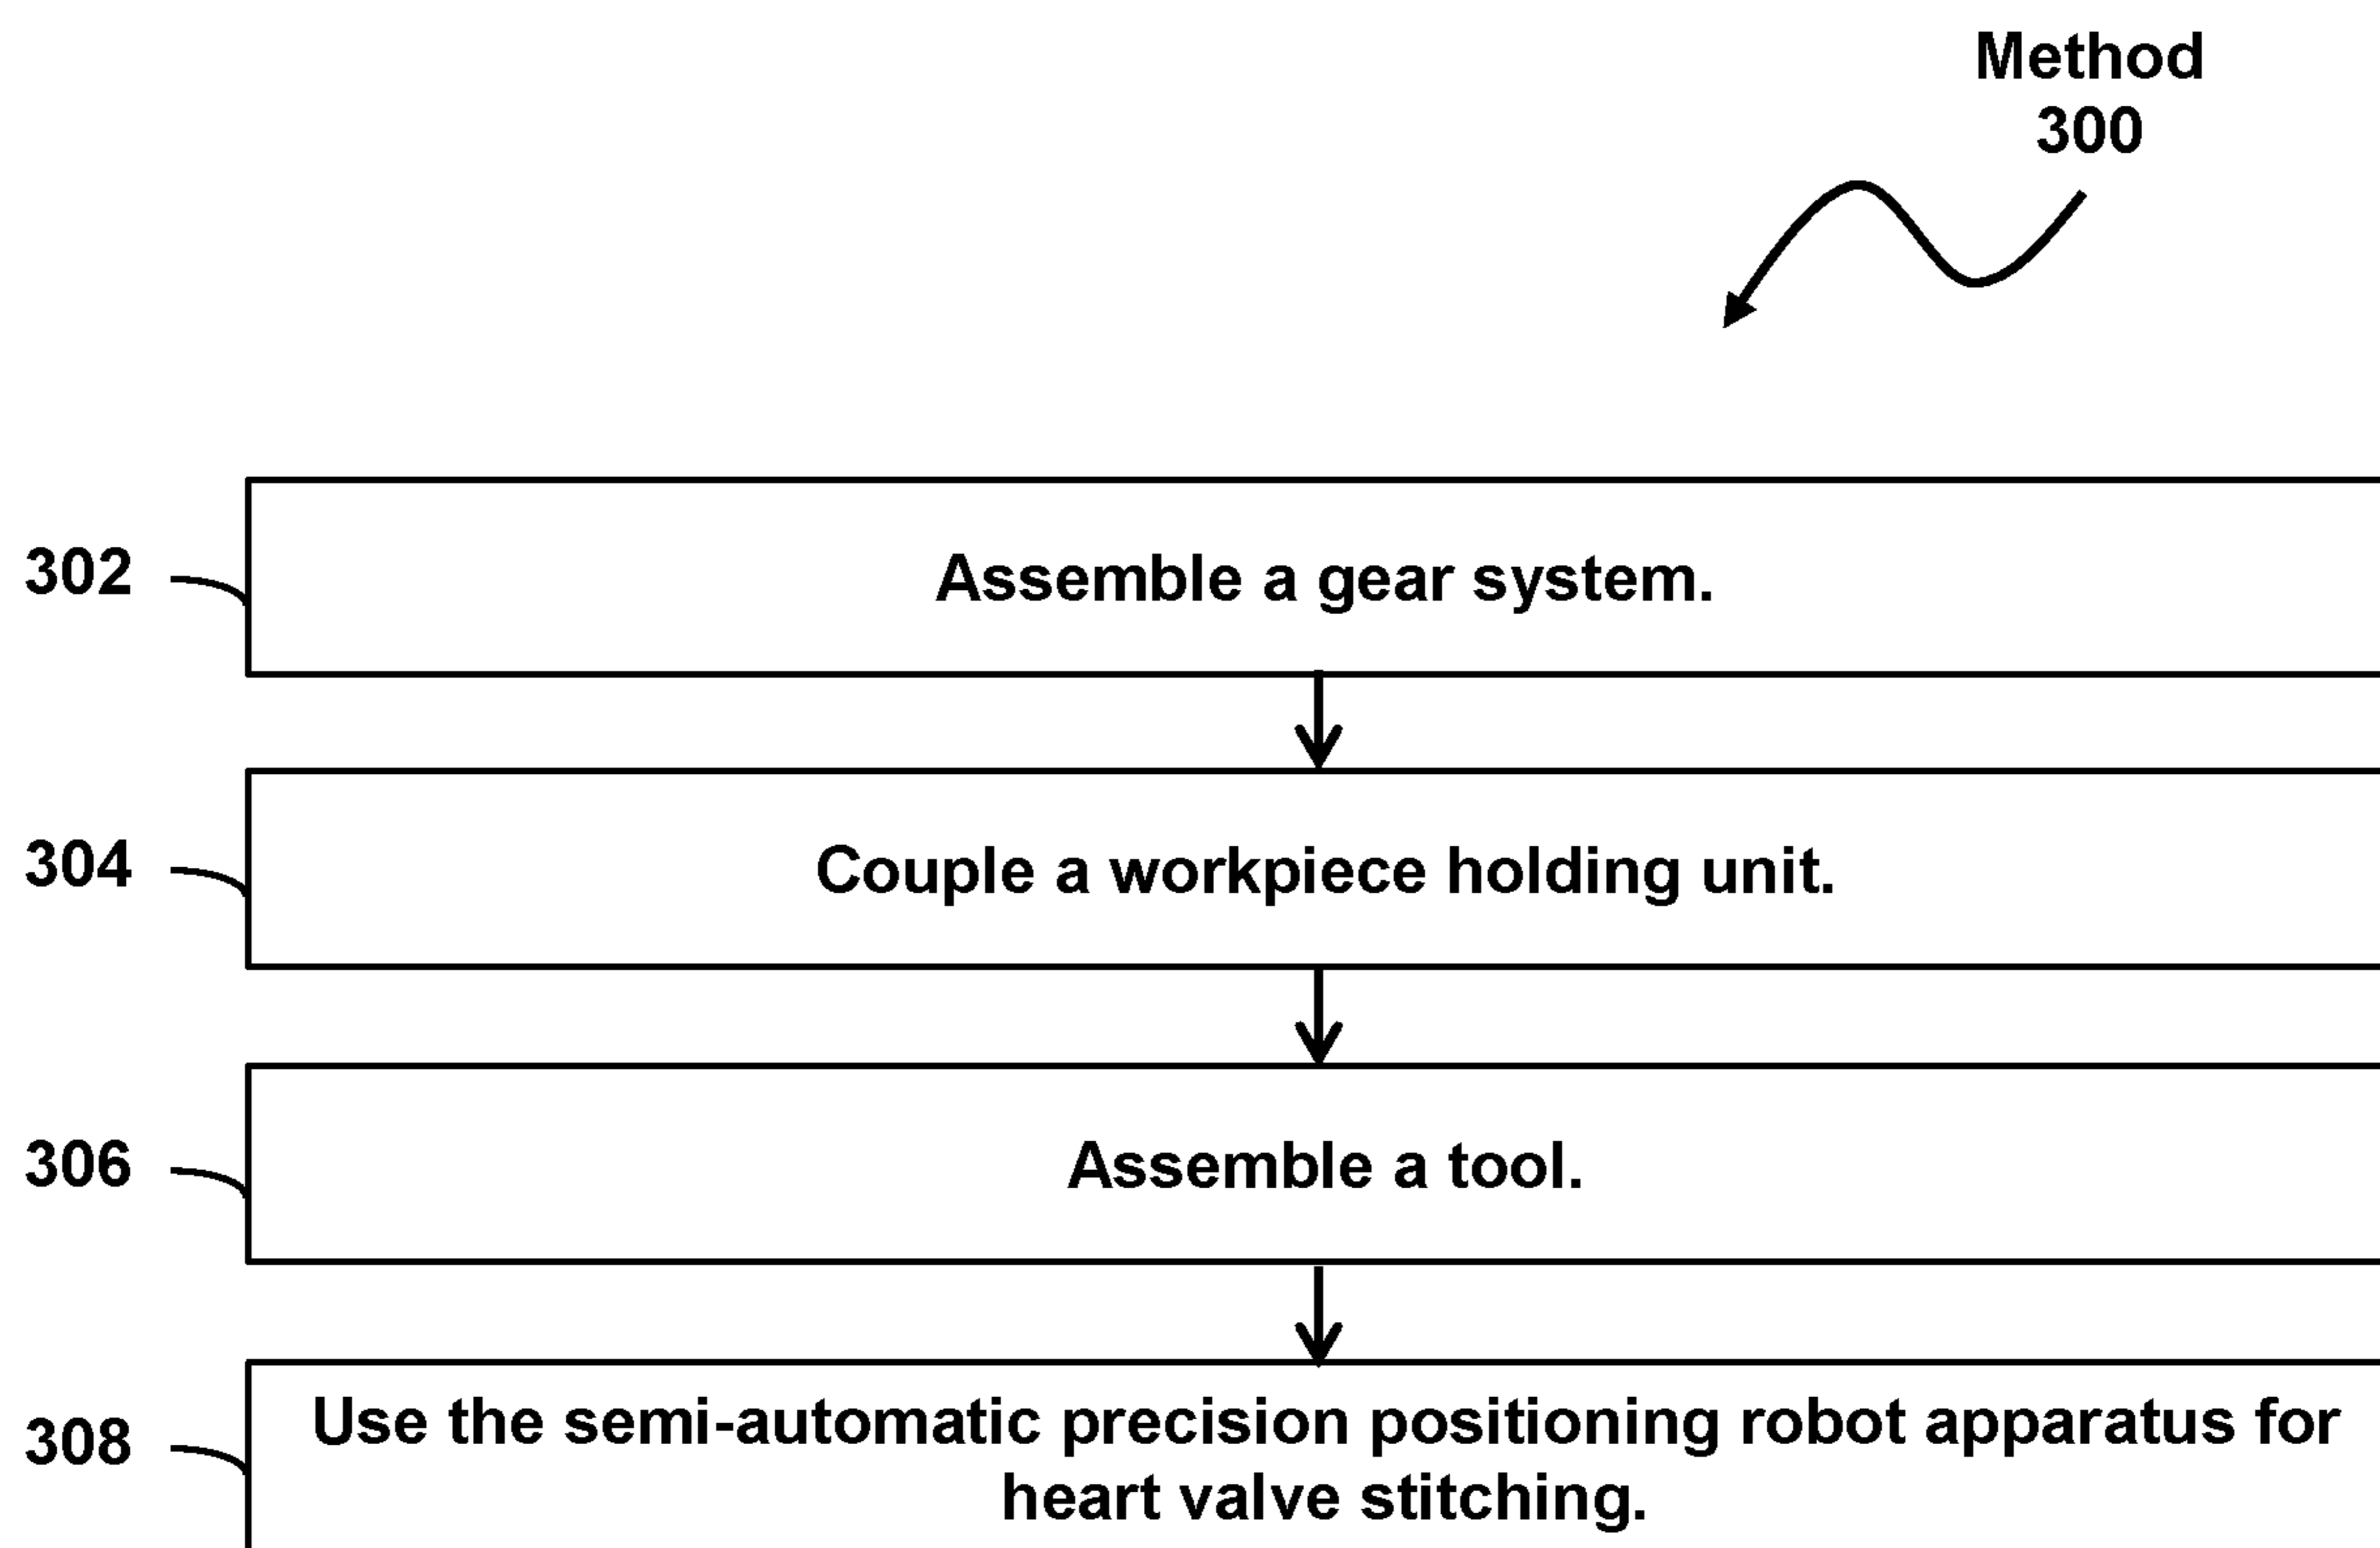 Method
300
302
Assemble a gear system.
304
Couple a workpiece holding unit.
306
Assemble a tool.
308
Use the semi-automatic precision positioning robot apparatus for
heart valve stitching.